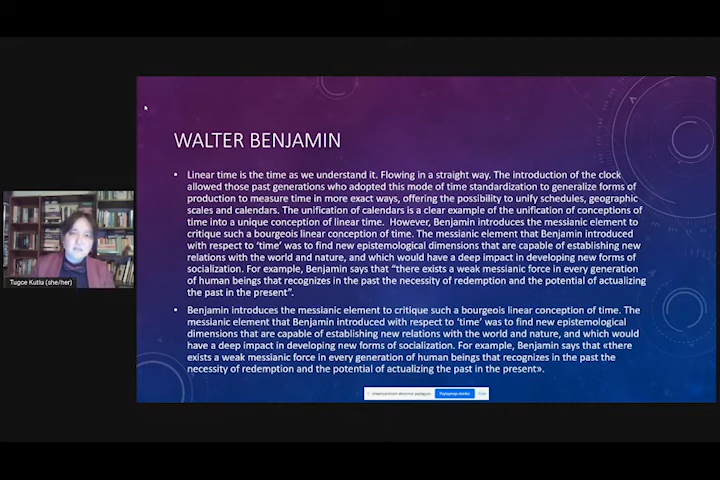 WALTER BENJAMIN
• Linear time is the time as we understand it. Flowing in a straight way. The introduction of the clock
allowed those past generations who adopted this mode of time standardization to generalize forms of
production to measure time in more exact ways, offering the possibility to unify schedules, geographic
scales and calendars. The unification of calendars is a clear example of the unification of conceptions of
time into a unique conception of linear time.  However, Benjamin introduces the messianic element to
critique such a bourgeois linear conception of time. The messianic element that Benjamin introduced
with respect to 'time' was to find new epistemological dimensions that are capable of establishing new
relations with the world and nature, and which would have a deep impact in developing new forms of
socialization. For example, Benjamin says that "there exists a weak messianic force in every generation
of human beings that recognizes in the past the necessity of redemption and the potential of actualizing
the past in the present".
• Benjamin introduces the messianic element to critique such a bourgeois linear conception of time. The
messianic element that Benjamin introduced with respect to 'time' was to find new epistemological
dimensions that are capable of establishing new relations with the world and nature, and which would
have a deep impact in developing new forms of socialization. For example, Benjamin says that «there
exists a weak messianic force in every generation of human beings that recognizes in the past the
necessity of redemption and the potential of actualizing the past in the present».
Tugce Kutlu (she/her)